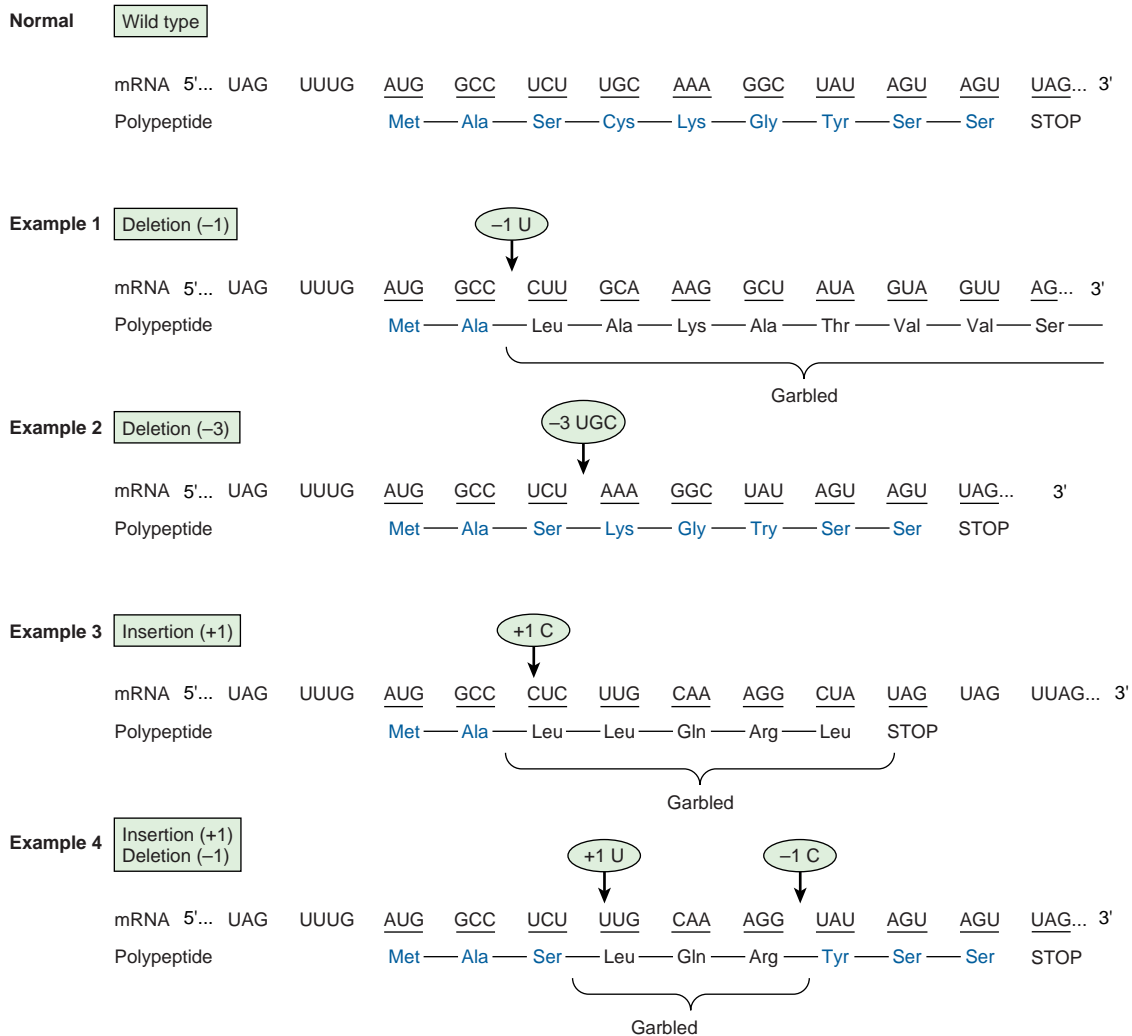 Normal Wild type
mRNA 5'... UAG UUUG AUG GCC UCU UGC AAA GGC UAU AGU AGU UAG... 3'
Polypeptide Met Ala Ser Cys Lys Gly Tyr Ser Ser STOP
Example 1 Deletion (–1)
–1 U
mRNA 5'... UAG UUUG AUG GCC CUU GCA AAG GCU AUA GUA GUU AG... 3'
Polypeptide Met Ala Leu Ala Lys Ala Thr Val Val Ser
Garbled
Example 2 Deletion (–3)
–3 UGC
mRNA 5'... UAG UUUG AUG GCC UCU AAA GGC UAU AGU AGU UAG... 3'
Polypeptide Met Ala Ser Lys Gly Try Ser Ser STOP
Example 3 Insertion (+1)
+1 C
mRNA 5'... UAG UUUG AUG GCC CUC UUG CAA AGG CUA UAG UAG UUAG... 3'
Polypeptide Met Ala Leu Leu Gln Arg Leu STOP
Garbled
Example 4 Insertion (+1)
Deletion (–1)
+1 U –1 C
mRNA 5'... UAG UUUG AUG GCC UCU UUG CAA AGG UAU AGU AGU UAG... 3'
Polypeptide Met Ala Ser Leu Gln Arg Tyr Ser Ser STOP
Garbled